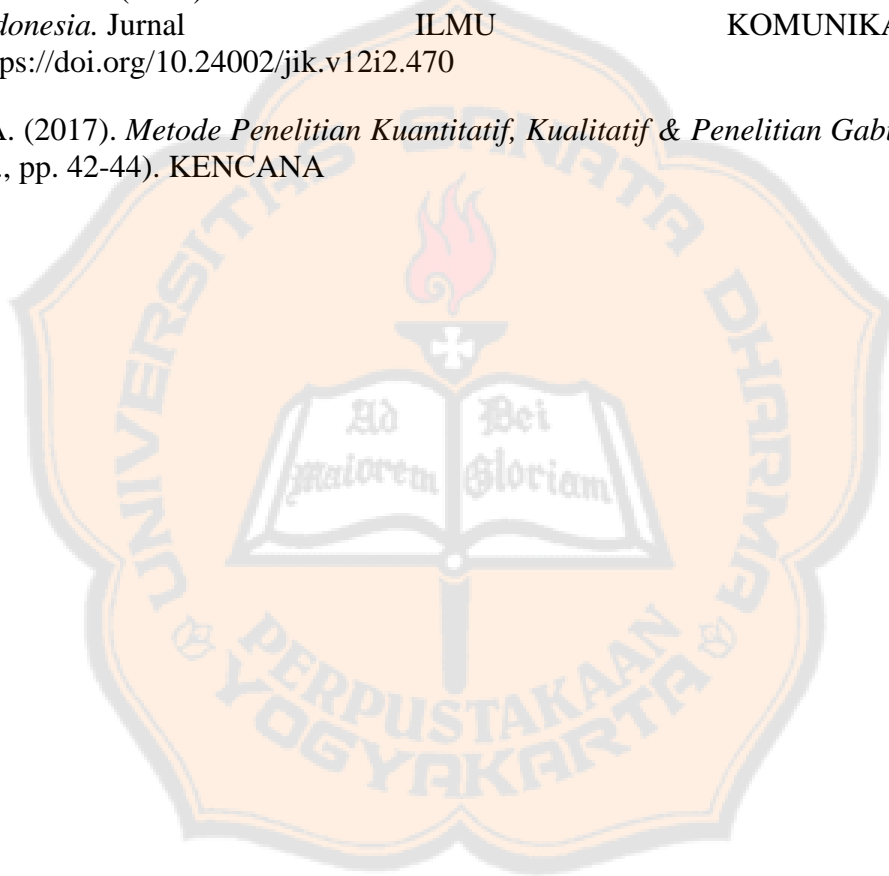 donesia. Jurnal ILMU KOMUNIKA
ps://doi.org/10.24002/jik.v12i2.470
A. (2017). Metode Penelitian Kuantitatif, Kualitatif & Penelitian Gabu
., pp. 42-44). KENCANA
UNIVERSITAS SANATA DHARMA
Ad Dei
maiorem Gloriam
PERPUSTAKAAN
YOGYAKARTA